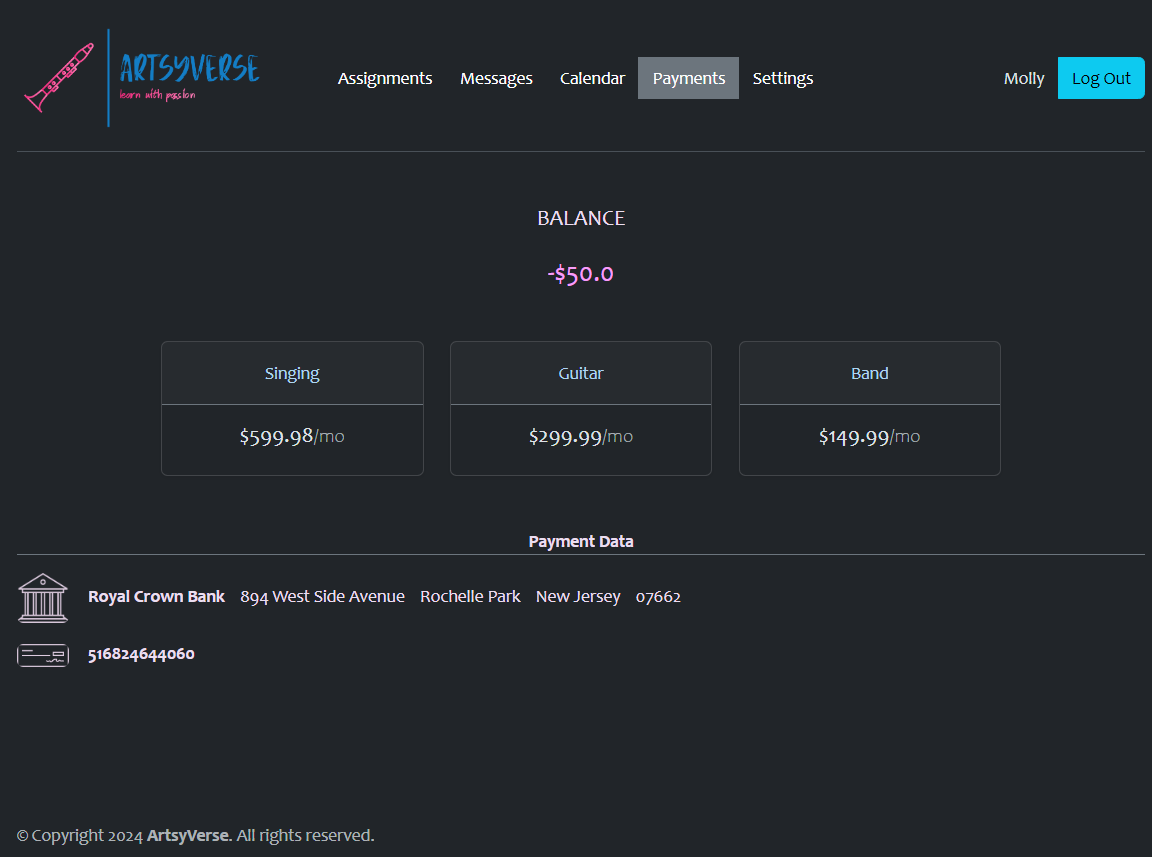 ARTSYVERSE
learn with passion
Assignments Messages Calendar Payments Settings Molly Log Out
BALANCE
-$50.0
Singing Guitar Band
$599.98/mo $299.99/mo $149.99/mo
Payment Data
Royal Crown Bank 894 West Side Avenue Rochelle Park New Jersey 07662
516824644060
© Copyright 2024 ArtsyVerse. All rights reserved.